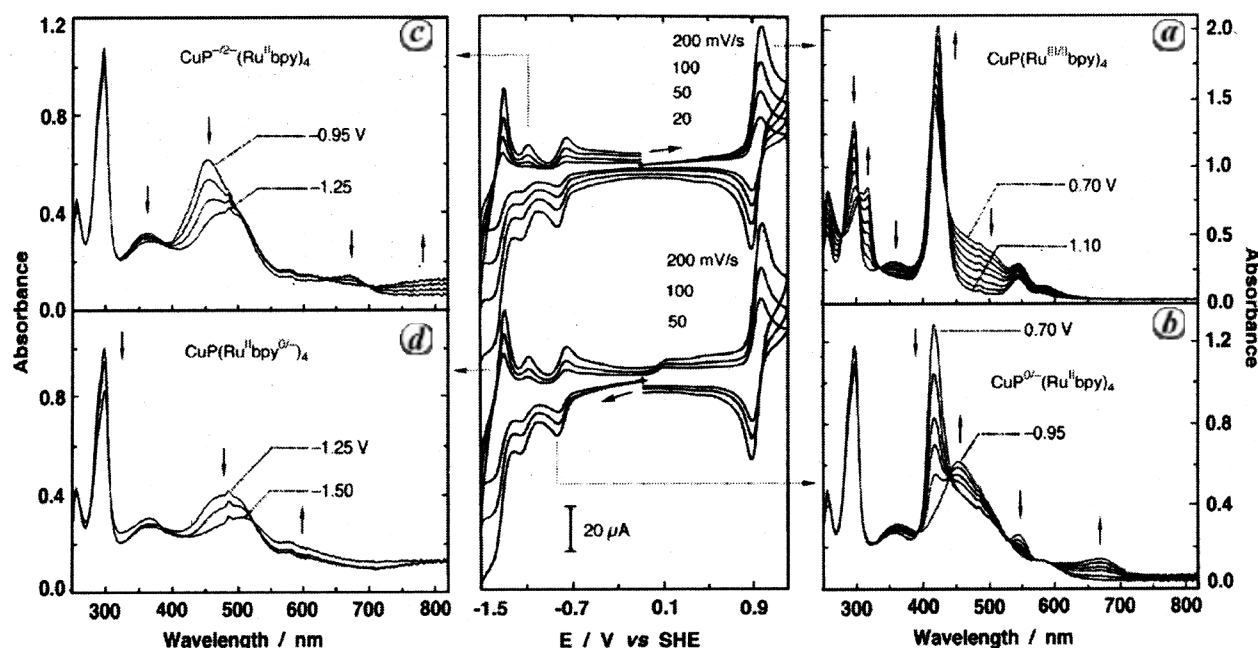 c
CuP⁻/²⁻(Ruᴵᴵbpy)₄
−0.95 V
−1.25
1.2
0.8
0.4
0.0
Absorbance
d
CuP(Ruᴵᴵbpy⁰/⁻)₄
−1.25 V
−1.50
0.8
0.4
0.0
300 400 500 600 700 800
Wavelength / nm
200 mV/s
100
50
20
200 mV/s
100
50
20 µA
-1.5 -0.7 0.1 0.9
E / V vs SHE
a
CuP(Ruᴵᴵᴵ/ᴵᴵbpy)₄
0.70 V
1.10
2.0
1.5
1.0
0.5
0.0
Absorbance
b
0.70 V
CuP⁰/⁻(Ruᴵᴵbpy)₄
−0.95
1.2
0.8
0.4
0.0
300 400 500 600 700 800
Wavelength / nm